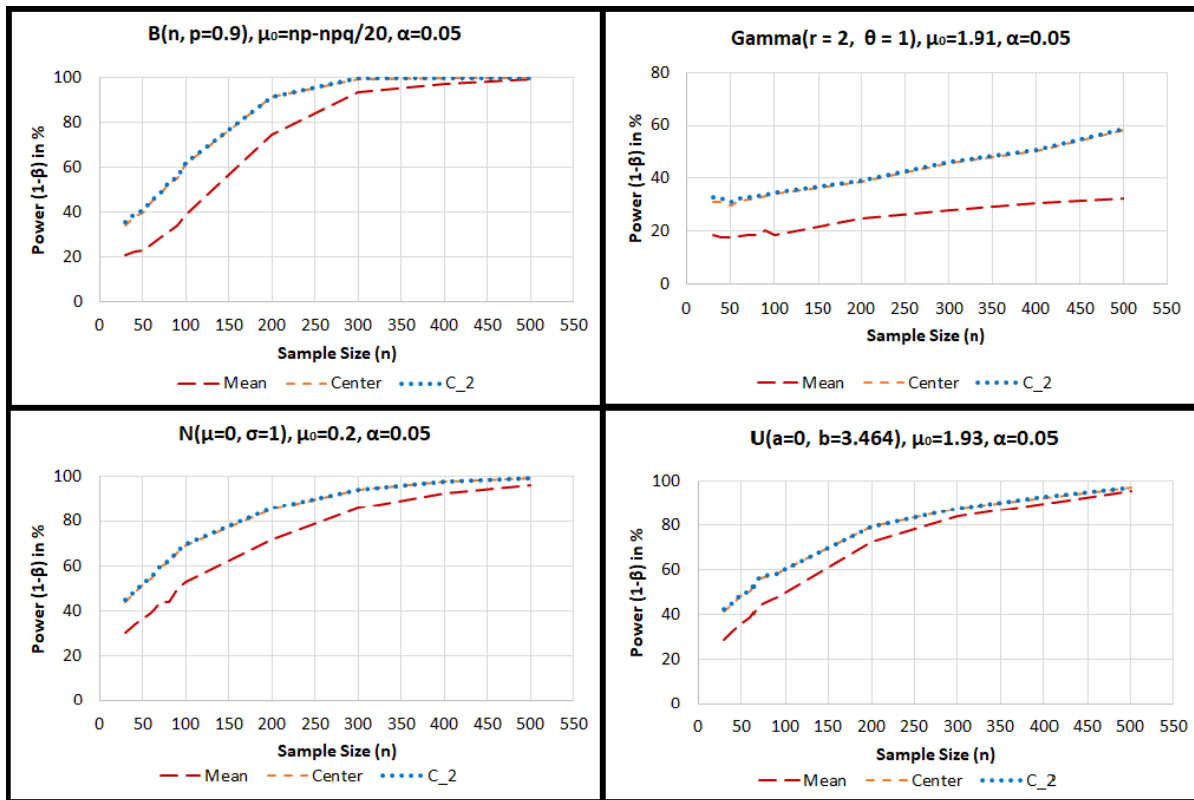 B(n, p=0.9), μ₀=np-npq/20, α=0.05
Power (1-β) in %
100
80
60
40
20
0
0 50 100 150 200 250 300 350 400 450 500 550
Sample Size (n)
Mean Center C_2
Gamma(r = 2, θ = 1), μ₀=1.91, α=0.05
Power (1-β) in %
80
60
40
20
0
0 50 100 150 200 250 300 350 400 450 500 550
Sample Size (n)
Mean Center C_2
N(μ=0, σ=1), μ₀=0.2, α=0.05
Power (1-β) in %
100
80
60
40
20
0
0 50 100 150 200 250 300 350 400 450 500 550
Sample Size (n)
Mean Center C_2
U(a=0, b=3.464), μ₀=1.93, α=0.05
Power (1-β) in %
100
80
60
40
20
0
0 50 100 150 200 250 300 350 400 450 500 550
Sample Size (n)
Mean Center C_2